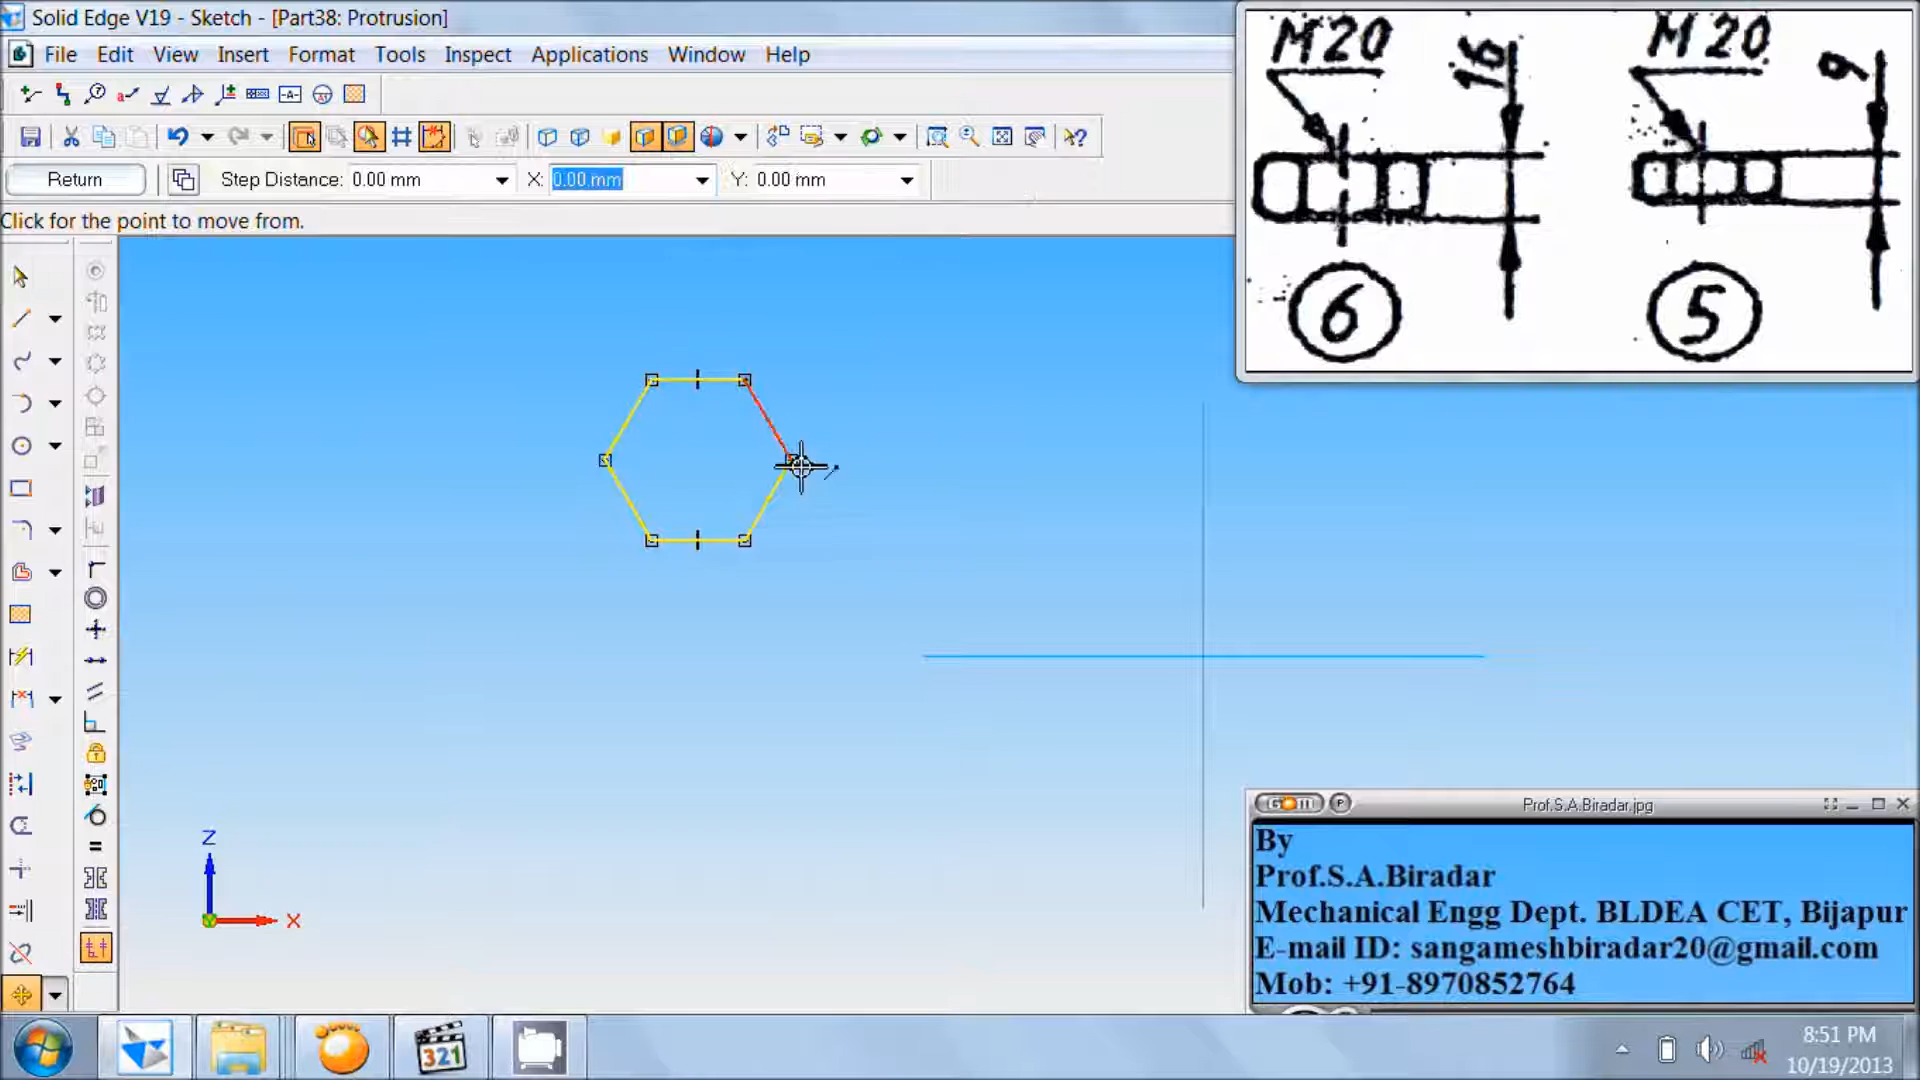 Solid Edge V19 - Sketch - [Part38: Protrusion]
File Edit View Insert Format Tools Inspect Applications Window Help
Return Step Distance: 0.00 mm X: 0.00 mm Y: 0.00 mm
Click for the point to move from.
M20 16 M20 9
6 5
Z
X
Prof.S.A.Biradar.jpg
By
Prof.S.A.Biradar
Mechanical Engg Dept. BLDEA CET, Bijapur
E-mail ID: sangameshbiradar20@gmail.com
Mob: +91-8970852764
321
8:51 PM
10/19/2013